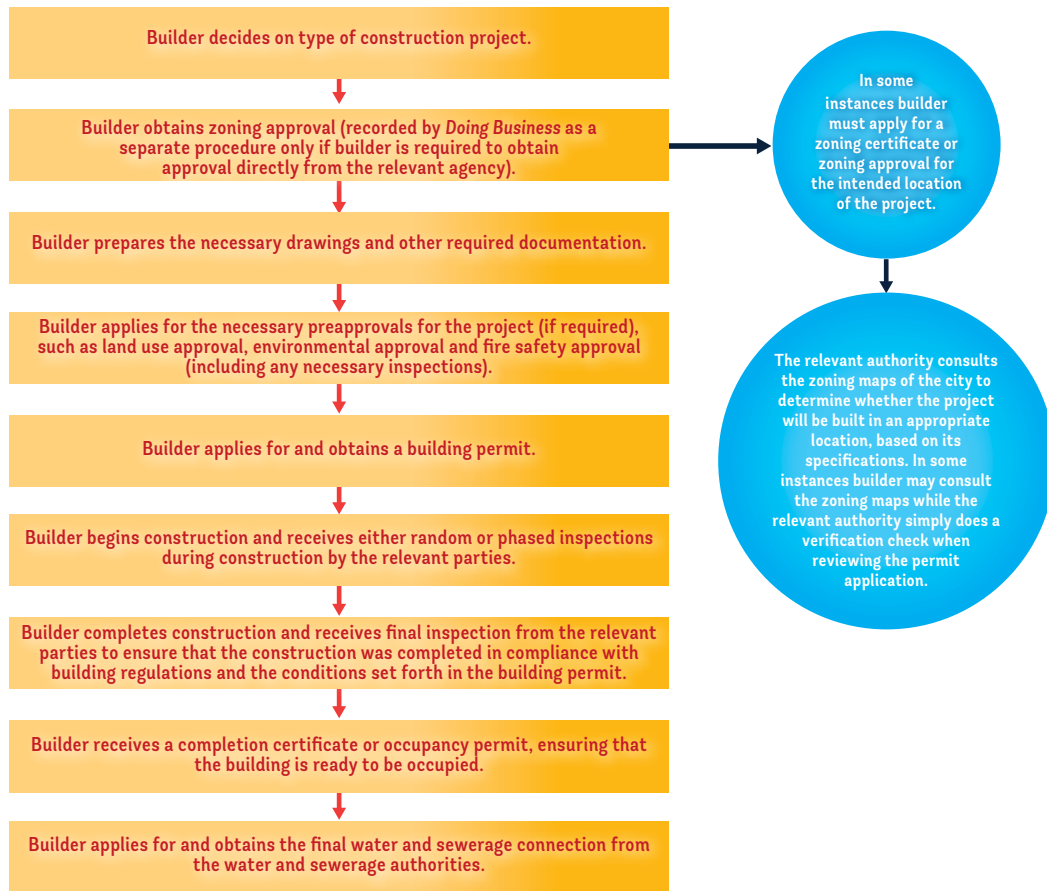 Builder decides on type of construction project.
Builder obtains zoning approval (recorded by Doing Business as a
separate procedure only if builder is required to obtain
approval directly from the relevant agency).
In some
instances builder
must apply for a
zoning certificate or
zoning approval for
the intended location
of the project.
Builder prepares the necessary drawings and other required documentation.
Builder applies for the necessary preapprovals for the project (if required),
such as land use approval, environmental approval and fire safety approval
(including any necessary inspections).
The relevant authority consults
the zoning maps of the city to
determine whether the project
will be built in an appropriate
location, based on its
specifications. In some
instances builder may consult
the zoning maps while the
relevant authority simply does a
verification check when
reviewing the permit
application.
Builder applies for and obtains a building permit.
Builder begins construction and receives either random or phased inspections
during construction by the relevant parties.
Builder completes construction and receives final inspection from the relevant
parties to ensure that the construction was completed in compliance with
building regulations and the conditions set forth in the building permit.
Builder receives a completion certificate or occupancy permit, ensuring that
the building is ready to be occupied.
Builder applies for and obtains the final water and sewerage connection from
the water and sewerage authorities.